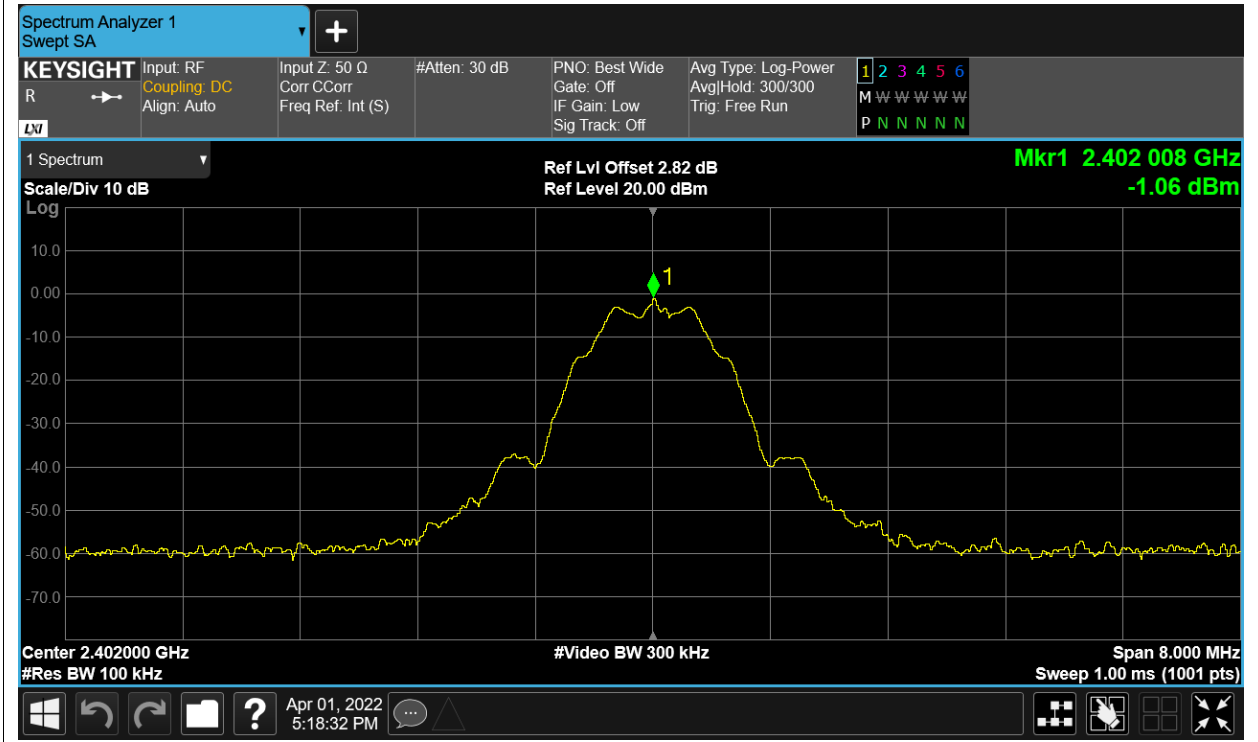 Spectrum Analyzer 1
Swept SA
KEYSIGHT
R
LXI
Input: RF
Coupling: DC
Align: Auto
Input Z: 50 Ω
Corr CCorr
Freq Ref: Int (S)
#Atten: 30 dB
PNO: Best Wide
Gate: Off
IF Gain: Low
Sig Track: Off
Avg Type: Log-Power
Avg|Hold: 300/300
Trig: Free Run
1 2 3 4 5 6
M W W W W W W
P N N N N N N
1 Spectrum
Scale/Div 10 dB
Log
Ref Lvl Offset 2.82 dB
Ref Level 20.00 dBm
Mkr1 2.402 008 GHz
-1.06 dBm
1
10.0
0.00
-10.0
-20.0
-30.0
-40.0
-50.0
-60.0
-70.0
Center 2.402000 GHz
#Res BW 100 kHz
#Video BW 300 kHz
Span 8.000 MHz
Sweep 1.00 ms (1001 pts)
?
Apr 01, 2022
5:18:32 PM